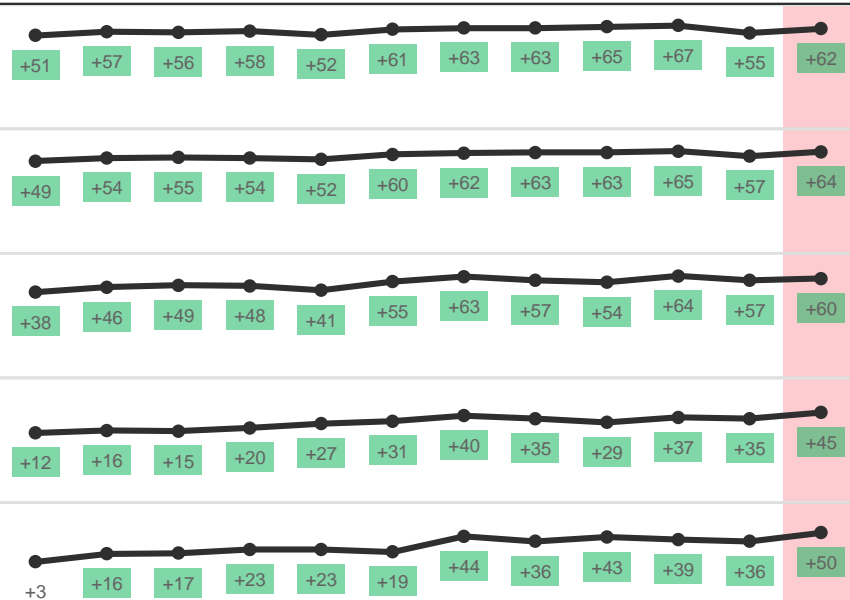 +51 +57 +56 +58 +52 +61 +63 +63 +65 +67 +55 +62
+49 +54 +55 +54 +52 +60 +62 +63 +63 +65 +57 +64
+38 +46 +49 +48 +41 +55 +63 +57 +54 +64 +57 +60
+12 +16 +15 +20 +27 +31 +40 +35 +29 +37 +35 +45
+3 +16 +17 +23 +23 +19 +44 +36 +43 +39 +36 +50